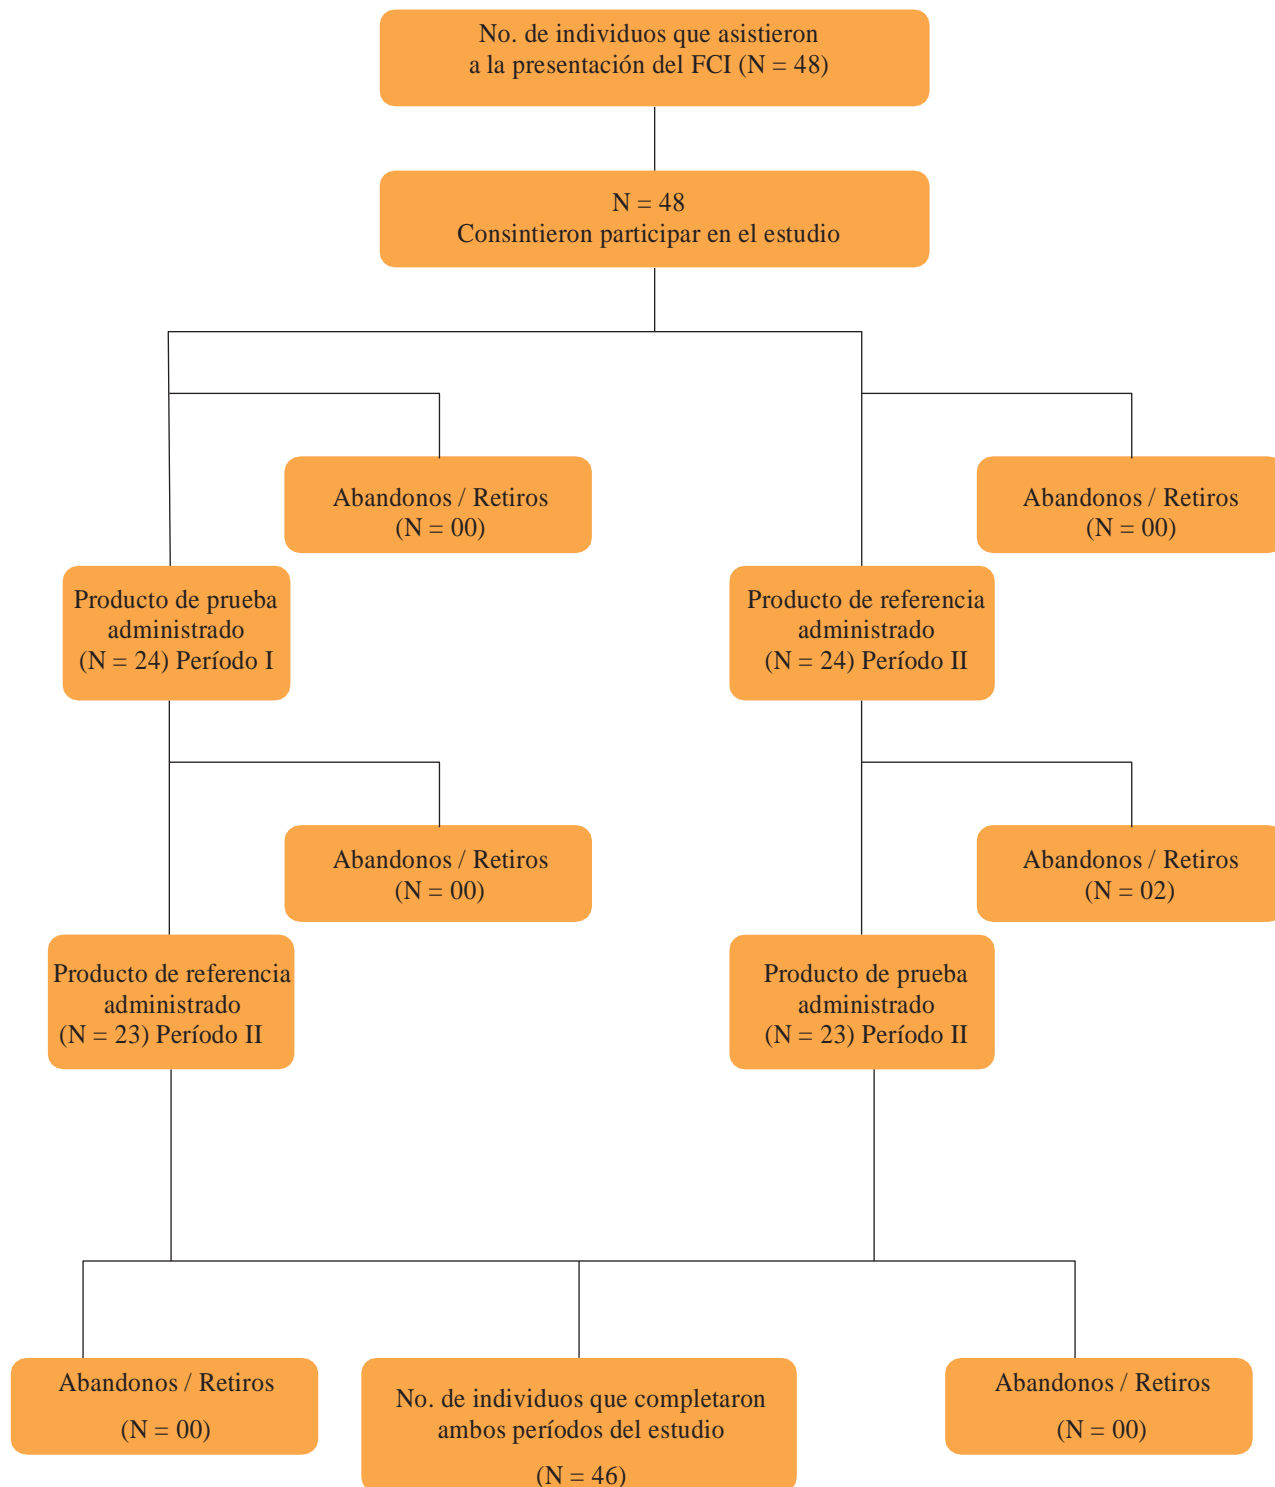 No. de individuos que asistieron
a la presentación del FCI (N = 48)
N = 48
Consintieron participar en el estudio
Abandonos / Retiros
(N = 00)
Abandonos / Retiros
(N = 00)
Producto de prueba
administrado
(N = 24) Período I
Producto de referencia
administrado
(N = 24) Período II
Abandonos / Retiros
(N = 00)
Abandonos / Retiros
(N = 02)
Producto de referencia
administrado
(N = 23) Período II
Producto de prueba
administrado
(N = 23) Período II
Abandonos / Retiros
(N = 00)
No. de individuos que completaron
ambos períodos del estudio
(N = 46)
Abandonos / Retiros
(N = 00)